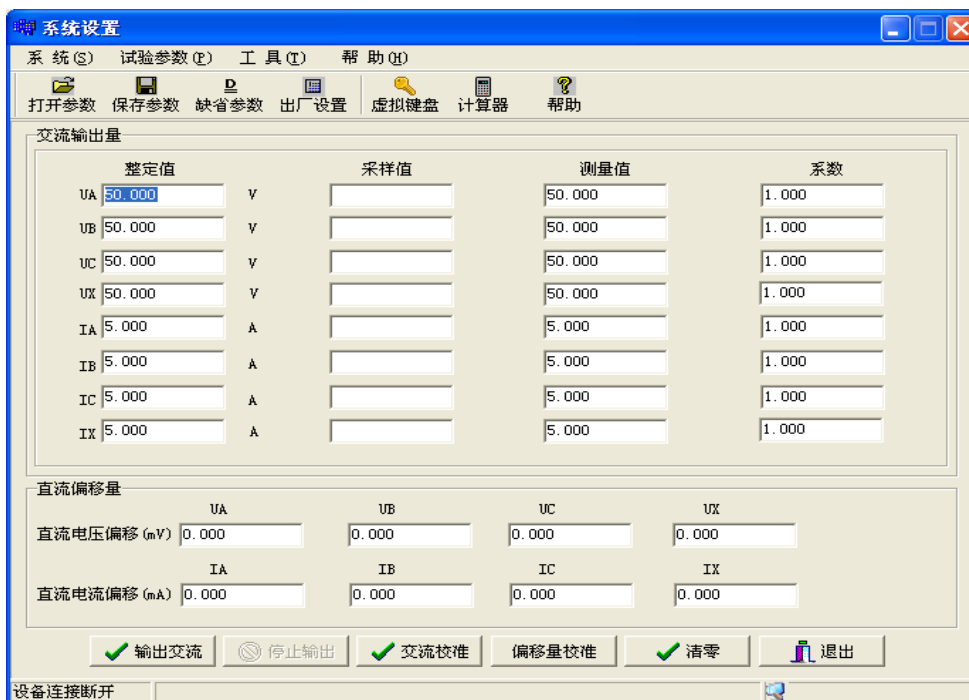 系统设置
系 统(S) 试验参数(P) 工 具(T) 帮 助(H)
打开参数 保存参数 D 缺省参数 出厂设置 虚拟键盘 计算器 ? 帮助
交流输出量
整定值 采样值 测量值 系数
UA 50.000 V 50.000 1.000
UB 50.000 V 50.000 1.000
UC 50.000 V 50.000 1.000
UX 50.000 V 50.000 1.000
IA 5.000 A 5.000 1.000
IB 5.000 A 5.000 1.000
IC 5.000 A 5.000 1.000
IX 5.000 A 5.000 1.000
直流偏移量
UA UB UC UX
直流电压偏移(mV) 0.000 0.000 0.000 0.000
IA IB IC IX
直流电流偏移(mA) 0.000 0.000 0.000 0.000
输出交流 停止输出 交流校准 偏移量校准 清零 退出
设备连接断开